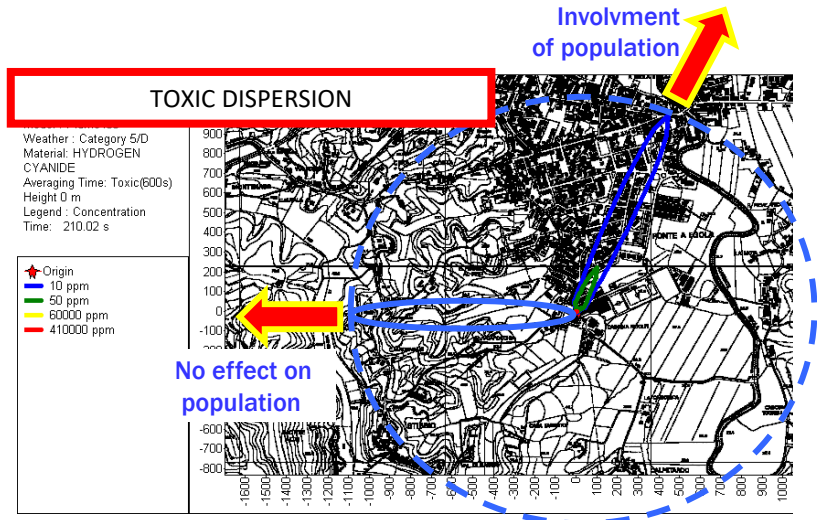 Involvment
of population
TOXIC DISPERSION
Weather : Category 5/D
Material: HYDROGEN
CYANIDE
Averaging Time: Toxic(600s)
Height 0 m
Legend : Concentration
Time: 210.02 s
Origin
10 ppm
50 ppm
60000 ppm
410000 ppm
900
800
700
600
500
400
300
200
100
0
-100
-600
-700
-800
No effect on
population
PONTE A EGOLA
-1600
-1500
-1400
-1300
-1200
-1100
-1000
-900
-800
-700
-600
-500
-400
-300
-200
-100
0
100
200
300
400
500
600
700
800
900
1000